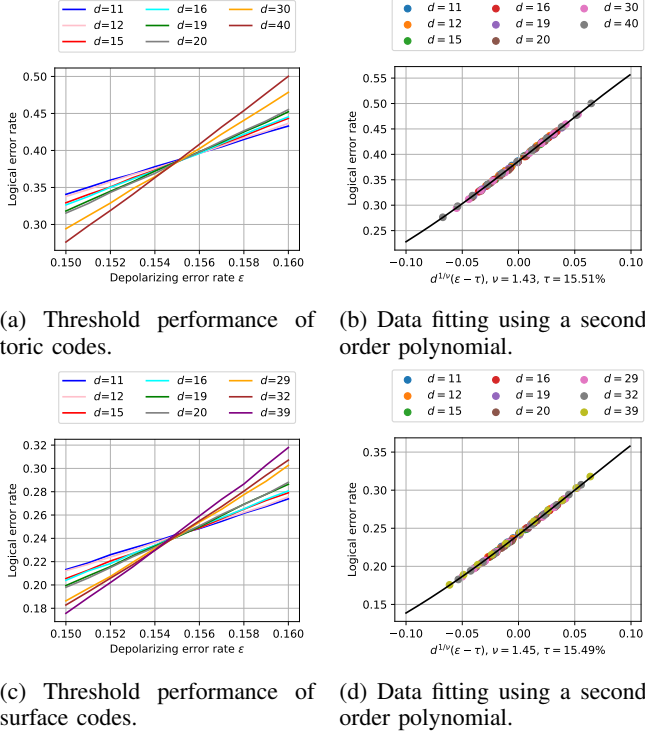 d=11 d=16 d=30
d=12 d=19 d=40
d=15 d=20
0.50
0.45
0.40
0.35
0.30
Logical error rate
0.150 0.152 0.154 0.156 0.158 0.160
Depolarizing error rate ε
d = 11 d = 16 d = 30
d = 12 d = 19 d = 40
d = 15 d = 20
0.55
0.50
0.45
0.40
0.35
0.30
0.25
Logical error rate
−0.10 −0.05 0.00 0.05 0.10
d^{1/ν}(ε − τ), ν = 1.43, τ = 15.51%
(a) Threshold performance of
toric codes.
(b) Data fitting using a second
order polynomial.
d=11 d=16 d=29
d=12 d=19 d=32
d=15 d=20 d=39
0.32
0.30
0.28
0.26
0.24
0.22
0.20
0.18
Logical error rate
0.150 0.152 0.154 0.156 0.158 0.160
Depolarizing error rate ε
d = 11 d = 16 d = 29
d = 12 d = 19 d = 32
d = 15 d = 20 d = 39
0.35
0.30
0.25
0.20
0.15
Logical error rate
−0.10 −0.05 0.00 0.05 0.10
d^{1/ν}(ε − τ), ν = 1.45, τ = 15.49%
(c) Threshold performance of
surface codes.
(d) Data fitting using a second
order polynomial.